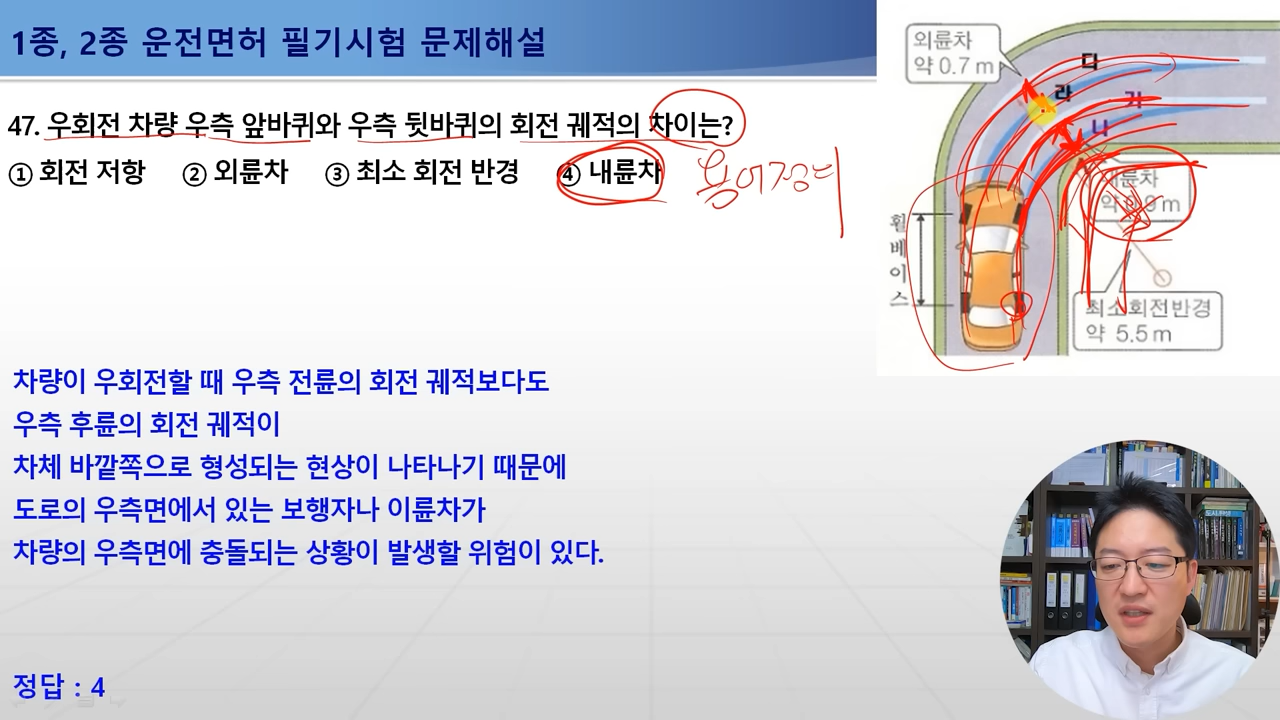 1종, 2종 운전면허 필기시험 문제해설
47. 우회전 차량 우측 앞바퀴와 우측 뒷바퀴의 회전 궤적의 차이는?
① 회전 저항 ② 외륜차 ③ 최소 회전 반경 ④ 내륜차
용어정리
외륜차
약 0.7 m
다
라
가
나
륜차
약
m
휠베이스
최소회전반경
약 5.5 m
차량이 우회전할 때 우측 전륜의 회전 궤적보다도
우측 후륜의 회전 궤적이
차체 바깥쪽으로 형성되는 현상이 나타나기 때문에
도로의 우측면에서 있는 보행자나 이륜차가
차량의 우측면에 충돌되는 상황이 발생할 위험이 있다.
정답 : 4